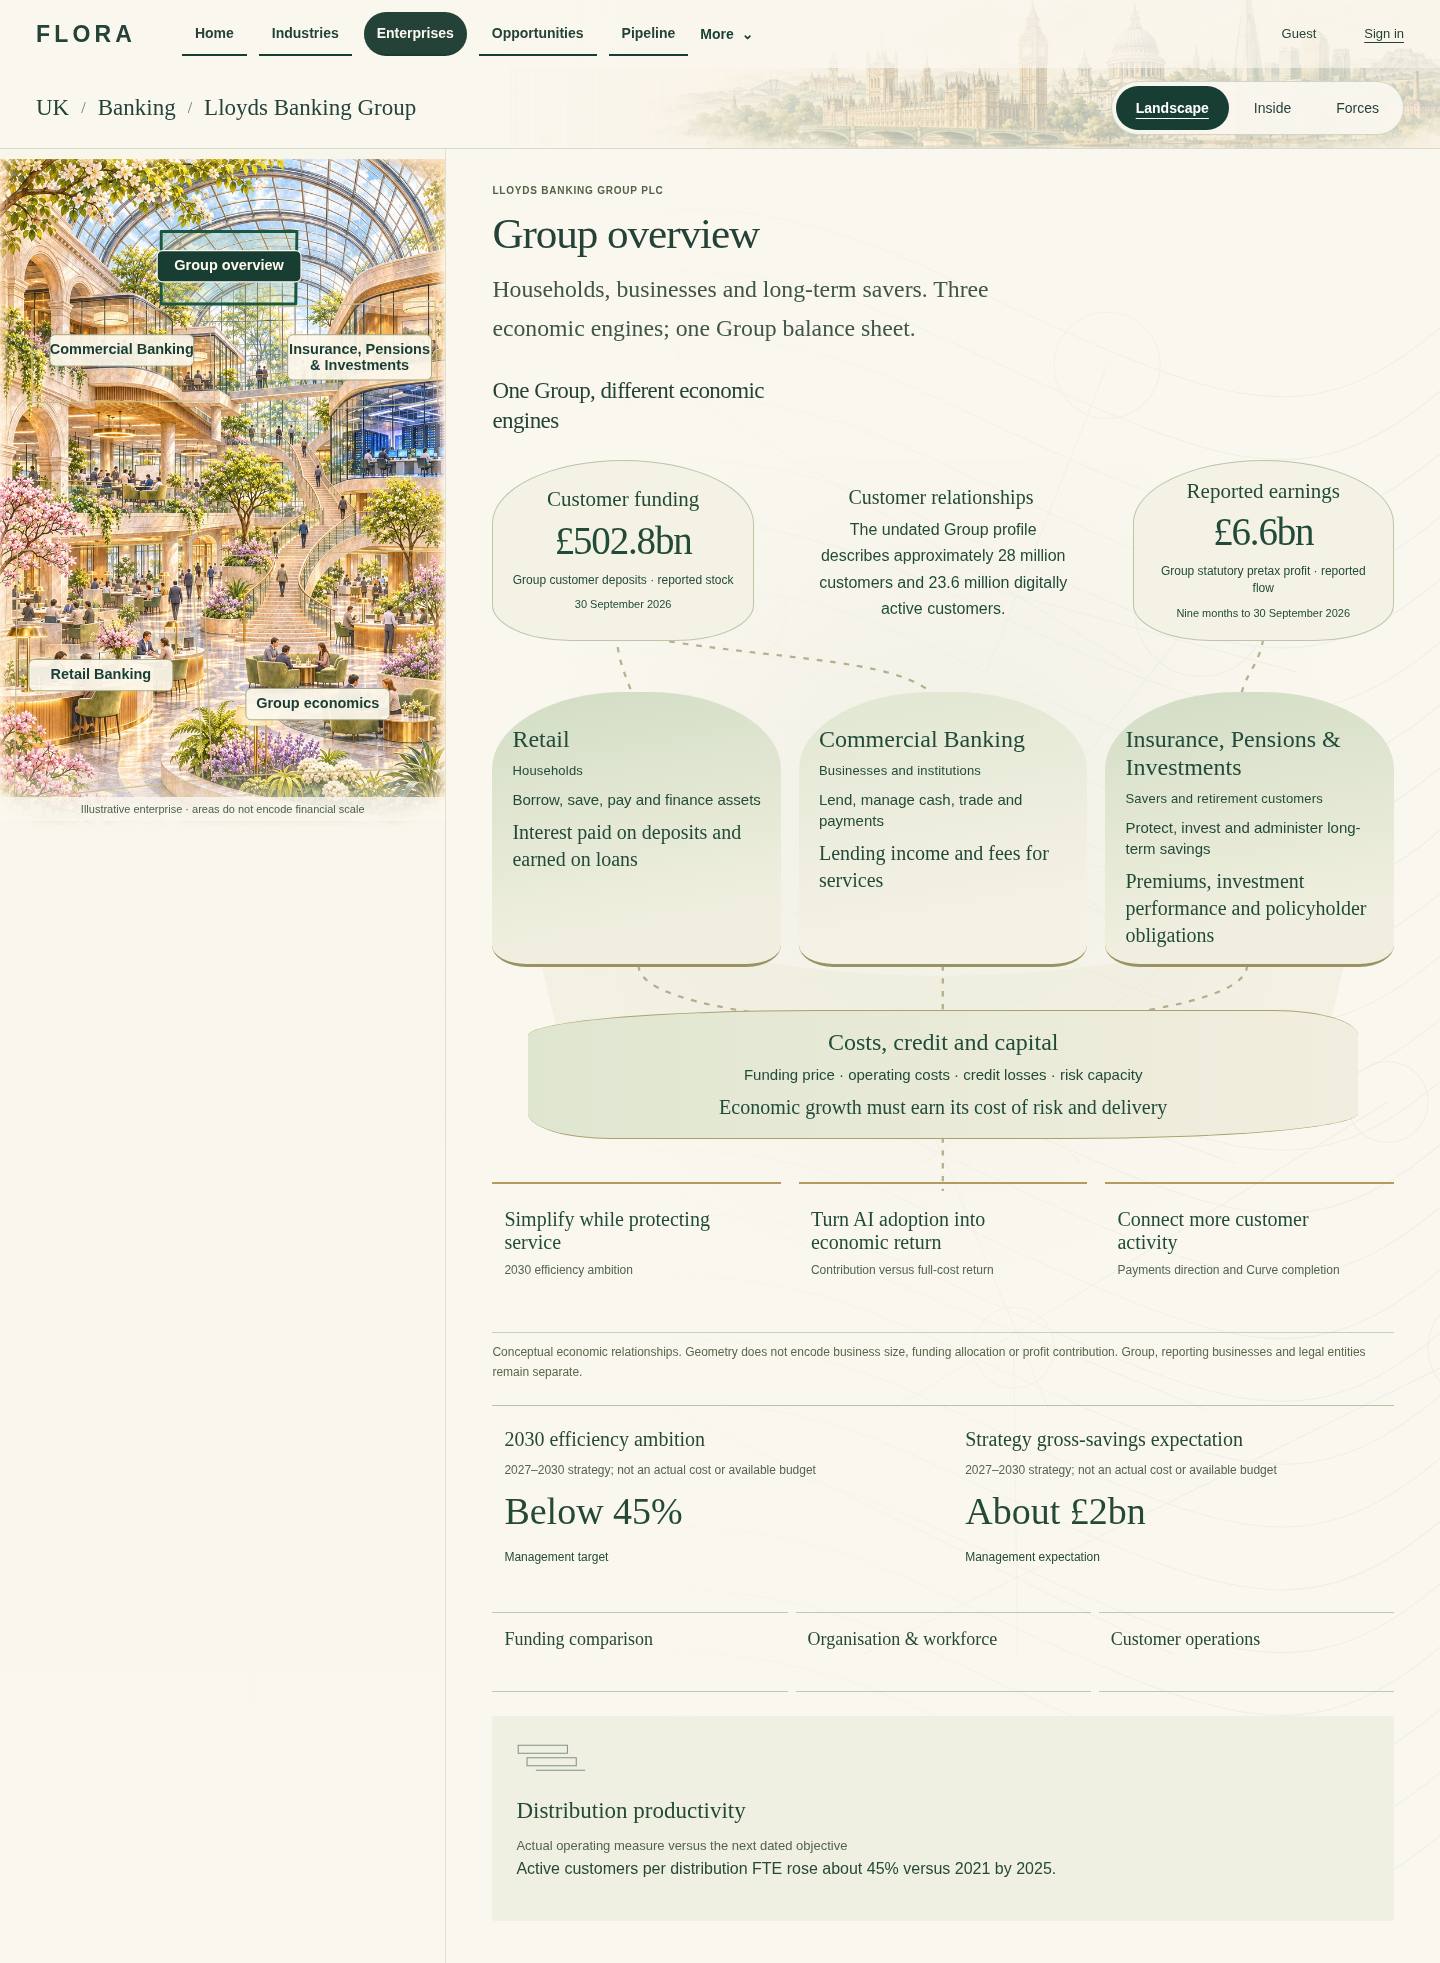 FLORA
Home
Industries
Enterprises
Opportunities
Pipeline
More
Guest
Sign in
UK / Banking / Lloyds Banking Group
Landscape
Inside
Forces
Group overview
Commercial Banking
Insurance, Pensions
& Investments
Retail Banking
Group economics
Illustrative enterprise · areas do not encode financial scale
LLOYDS BANKING GROUP PLC
Group overview
Households, businesses and long-term savers. Three
economic engines; one Group balance sheet.
One Group, different economic
engines
Customer funding
£502.8bn
Group customer deposits · reported stock
30 September 2026
Customer relationships
The undated Group profile
describes approximately 28 million
customers and 23.6 million digitally
active customers.
Reported earnings
£6.6bn
Group statutory pretax profit · reported
flow
Nine months to 30 September 2026
Retail
Households
Borrow, save, pay and finance assets
Interest paid on deposits and
earned on loans
Commercial Banking
Businesses and institutions
Lend, manage cash, trade and
payments
Lending income and fees for
services
Insurance, Pensions &
Investments
Savers and retirement customers
Protect, invest and administer long-
term savings
Premiums, investment
performance and policyholder
obligations
Costs, credit and capital
Funding price · operating costs · credit losses · risk capacity
Economic growth must earn its cost of risk and delivery
Simplify while protecting
service
2030 efficiency ambition
Turn AI adoption into
economic return
Contribution versus full-cost return
Connect more customer
activity
Payments direction and Curve completion
Conceptual economic relationships. Geometry does not encode business size, funding allocation or profit contribution. Group, reporting businesses and legal entities
remain separate.
2030 efficiency ambition
2027–2030 strategy; not an actual cost or available budget
Below 45%
Management target
Strategy gross-savings expectation
2027–2030 strategy; not an actual cost or available budget
About £2bn
Management expectation
Funding comparison
Organisation & workforce
Customer operations
Distribution productivity
Actual operating measure versus the next dated objective
Active customers per distribution FTE rose about 45% versus 2021 by 2025.